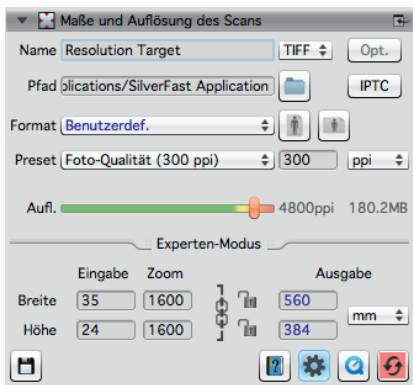 Maße und Auflösung des Scans
Name Resolution Target TIFF Opt.
Pfad plications/SilverFast Application IPTC
Format Benutzerdef.
Preset Foto-Qualität (300 ppi) 300 ppi
Aufl. 4800ppi 180.2MB
Experten-Modus
Eingabe Zoom Ausgabe
Breite 35 1600 560
mm
Höhe 24 1600 384
?